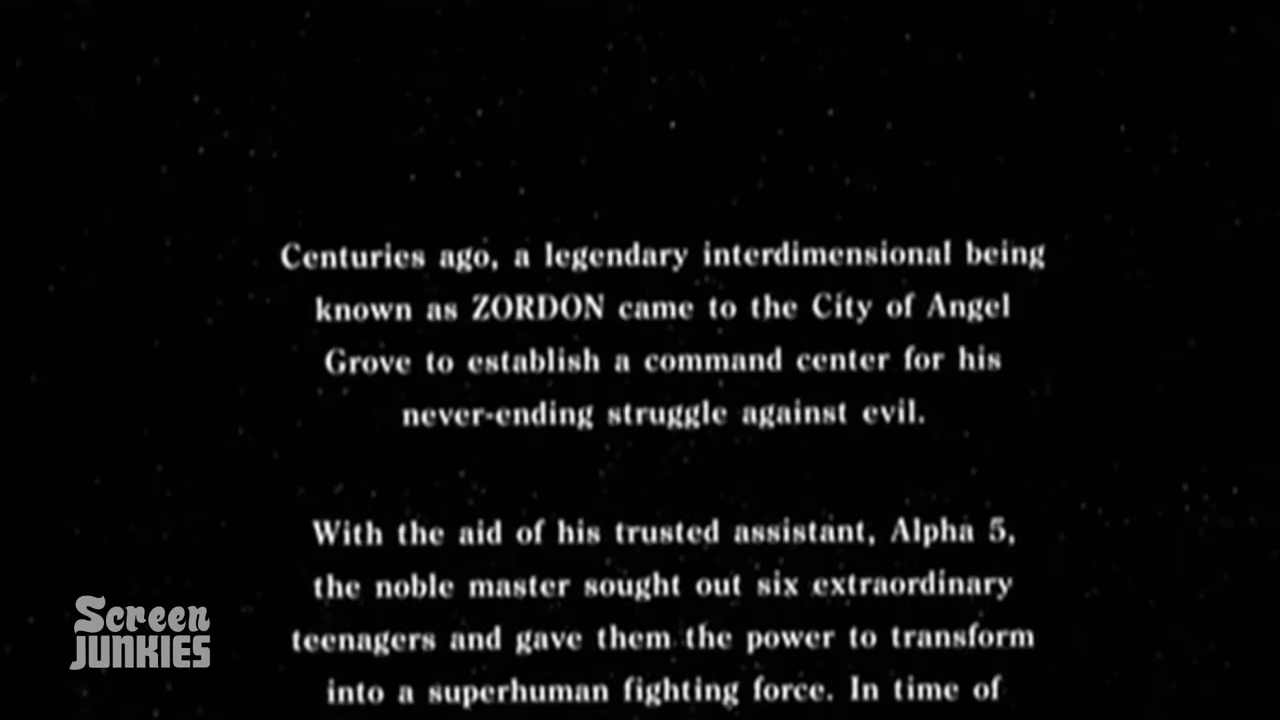 Centuries ago, a legendary interdimensional being
known as ZORDON came to the City of Angel
Grove to establish a command center for his
never-ending struggle against evil.
With the aid of his trusted assistant, Alpha 5,
the noble master sought out six extraordinary
teenagers and gave them the power to transform
into a superhuman fighting force. In time of
Screen
JUNKIES